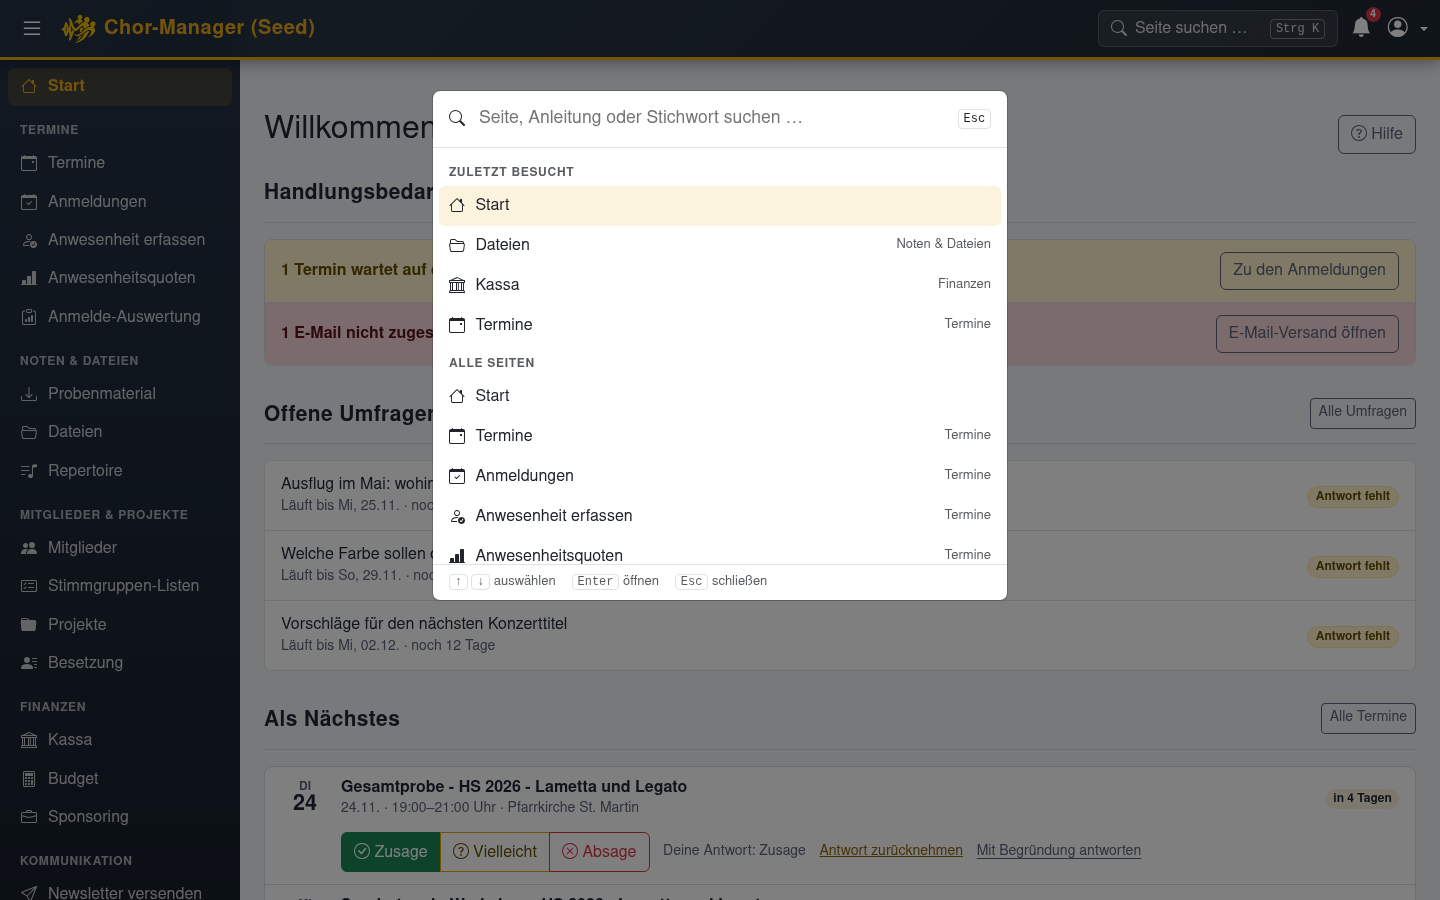 Chor-Manager (Seed)
Seite suchen …
Strg K
4
Start
TERMINE
Termine
Anmeldungen
Anwesenheit erfassen
Anwesenheitsquoten
Anmelde-Auswertung
NOTEN & DATEIEN
Probenmaterial
Dateien
Repertoire
MITGLIEDER & PROJEKTE
Mitglieder
Stimmgruppen-Listen
Projekte
Besetzung
FINANZEN
Kassa
Budget
Sponsoring
KOMMUNIKATION
Newsletter versenden
Willkommen
Hilfe
Handlungsbedar
1 Termin wartet auf
Zu den Anmeldungen
1 E-Mail nicht zuges
E-Mail-Versand öffnen
Offene Umfragen
Alle Umfragen
Ausflug im Mai: wohin
Läuft bis Mi, 25.11. · noc
Antwort fehlt
Welche Farbe sollen
Läuft bis So, 29.11. · noc
Antwort fehlt
Vorschläge für den nächsten Konzerttitel
Läuft bis Mi, 02.12. · noch 12 Tage
Antwort fehlt
Als Nächstes
Alle Termine
DI
24
Gesamtprobe - HS 2026 - Lametta und Legato
24.11. · 19:00–21:00 Uhr · Pfarrkirche St. Martin
in 4 Tagen
Zusage
Vielleicht
Absage
Deine Antwort: Zusage
Antwort zurücknehmen
Mit Begründung antworten
Seite, Anleitung oder Stichwort suchen …
Esc
ZULETZT BESUCHT
Start
Dateien
Noten & Dateien
Kassa
Finanzen
Termine
Termine
ALLE SEITEN
Start
Termine
Termine
Anmeldungen
Termine
Anwesenheit erfassen
Termine
Anwesenheitsquoten
Termine
↑ ↓ auswählen Enter öffnen Esc schließen